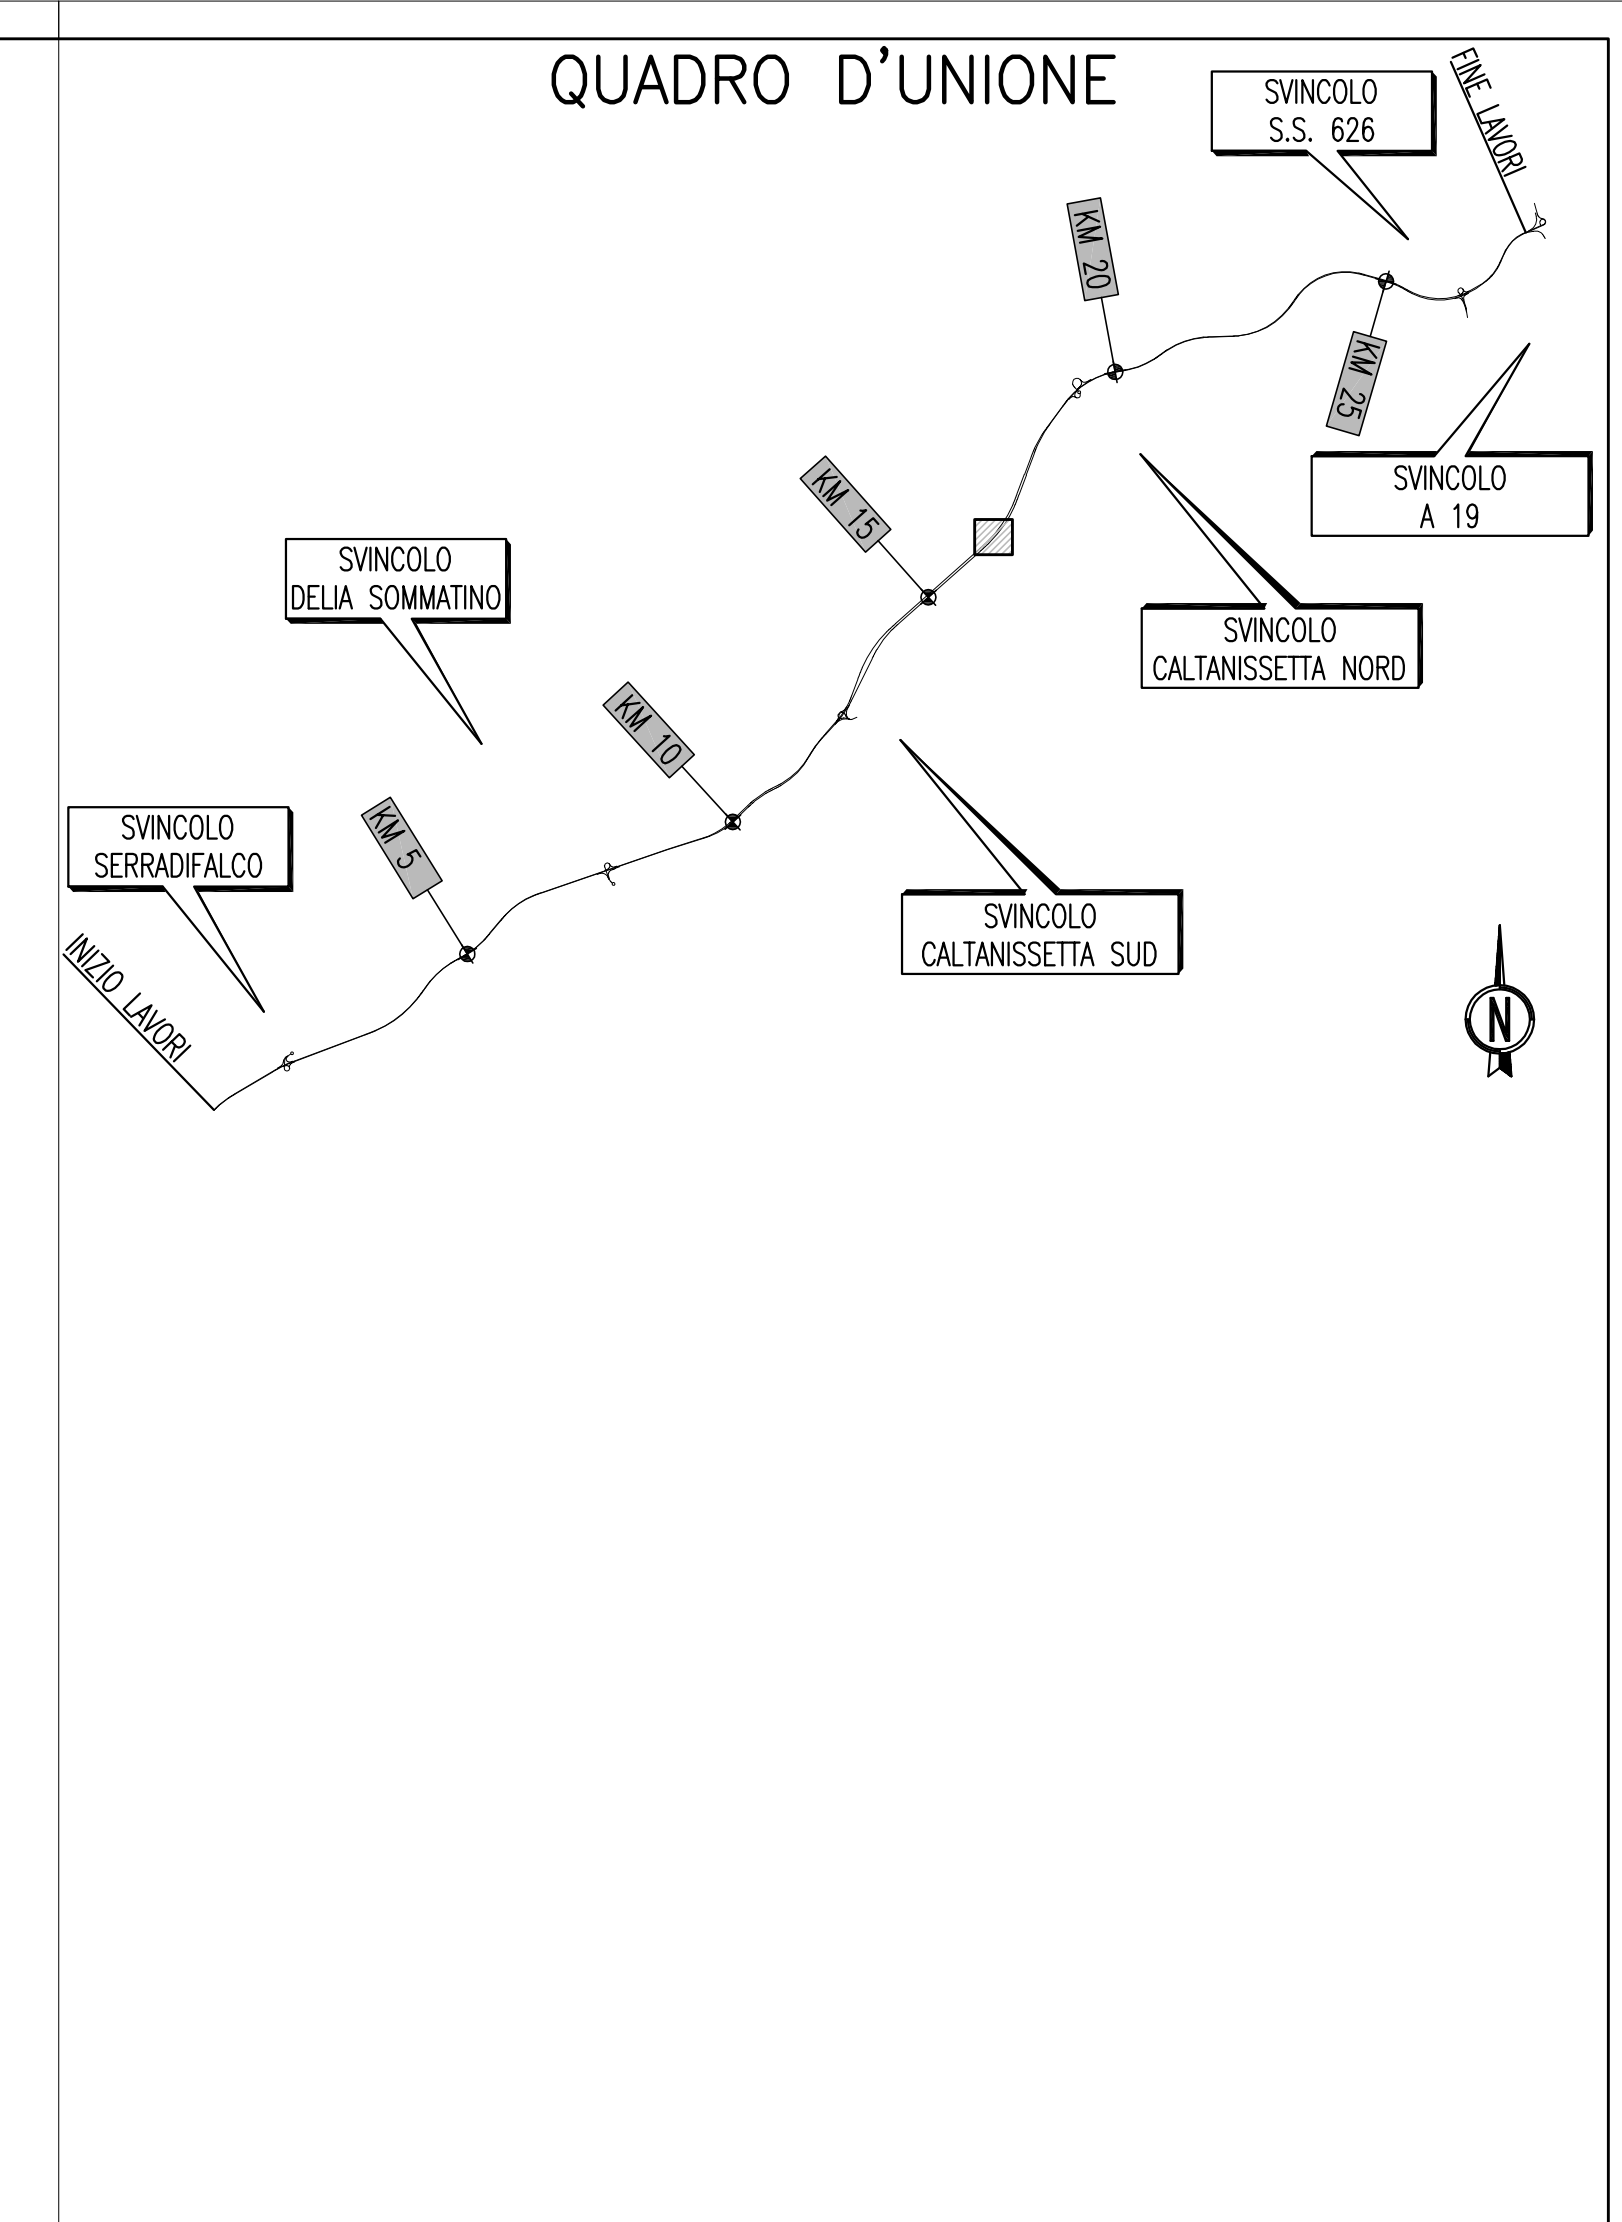 QUADRO D'UNIONE
SVINCOLO
S.S. 626
FINE LAVORI
KM 20
KM 25
SVINCOLO
A 19
KM 15
SVINCOLO
DELIA SOMMATINO
SVINCOLO
CALTANISSETTA NORD
KM 10
KM 5
SVINCOLO
SERRADIFALCO
SVINCOLO
CALTANISSETTA SUD
INIZIO LAVORI
N